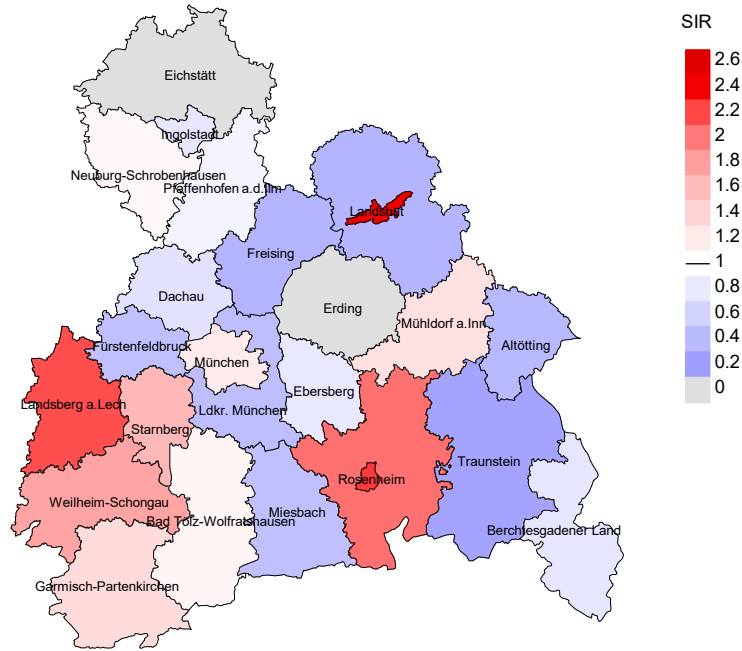 SIR
2.6
2.4
2.2
2
1.8
1.6
1.4
1.2
1
0.8
0.6
0.4
0.2
0
Eichstätt
Ingolstadt
Neuburg-Schrobenhausen
Pfaffenhofen a.d.Ilm
Landshut
Freising
Dachau
Erding
Mühldorf a.Inn
Altötting
Fürstenfeldbruck
München
Ebersberg
Landsberg a.Lech
Ldkr. München
Starnberg
Traunstein
Rosenheim
Weilheim-Schongau
Miesbach
Bad Tölz-Wolfratshausen
Berchtesgadener Land
Garmisch-Partenkirchen